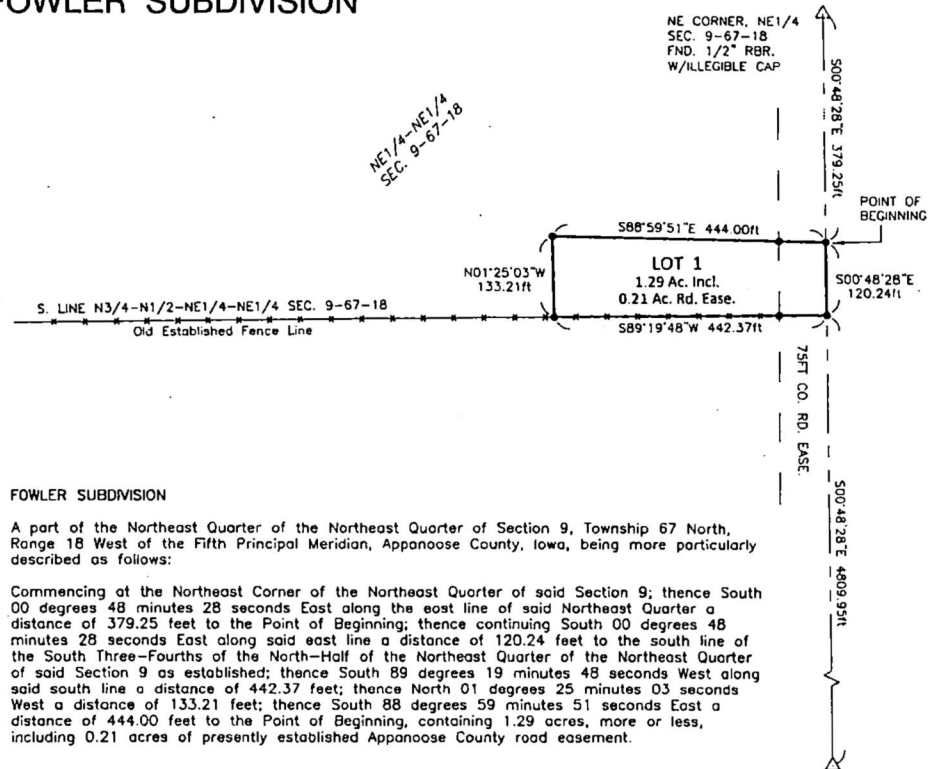 FOWLER SUBDIVISION
NE CORNER, NE1/4
SEC. 9-67-18
FND. 1/2" RBR.
W/ILLEGIBLE CAP
S00°48'28"E 379.25ft
NE1/4-NE1/4
SEC. 9-67-18
POINT OF
BEGINNING
S88°59'51"E 444.00ft
N01°25'03"W
133.21ft
LOT 1
1.29 Ac. Incl.
0.21 Ac. Rd. Ease.
S00°48'28"E
120.24ft
S. LINE N3/4-N1/2-NE1/4-NE1/4 SEC. 9-67-18
Old Established Fence Line
S89°19'48"W 442.37ft
75FT CO. RD. EASE.
S00°48'28"E 4809.95ft
FOWLER SUBDIVISION
A part of the Northeast Quarter of the Northeast Quarter of Section 9, Township 67 North,
Range 18 West of the Fifth Principal Meridian, Appanoose County, Iowa, being more particularly
described as follows:
Commencing at the Northeast Corner of the Northeast Quarter of said Section 9; thence South
00 degrees 48 minutes 28 seconds East along the east line of said Northeast Quarter a
distance of 379.25 feet to the Point of Beginning; thence continuing South 00 degrees 48
minutes 28 seconds East along said east line a distance of 120.24 feet to the south line of
the South Three-Fourths of the North-Half of the Northeast Quarter of the Northeast Quarter
of said Section 9 as established; thence South 89 degrees 19 minutes 48 seconds West along
said south line a distance of 442.37 feet; thence North 01 degrees 25 minutes 03 seconds
West a distance of 133.21 feet; thence South 88 degrees 59 minutes 51 seconds East a
distance of 444.00 feet to the Point of Beginning, containing 1.29 acres, more or less,
including 0.21 acres of presently established Appanoose County road easement.